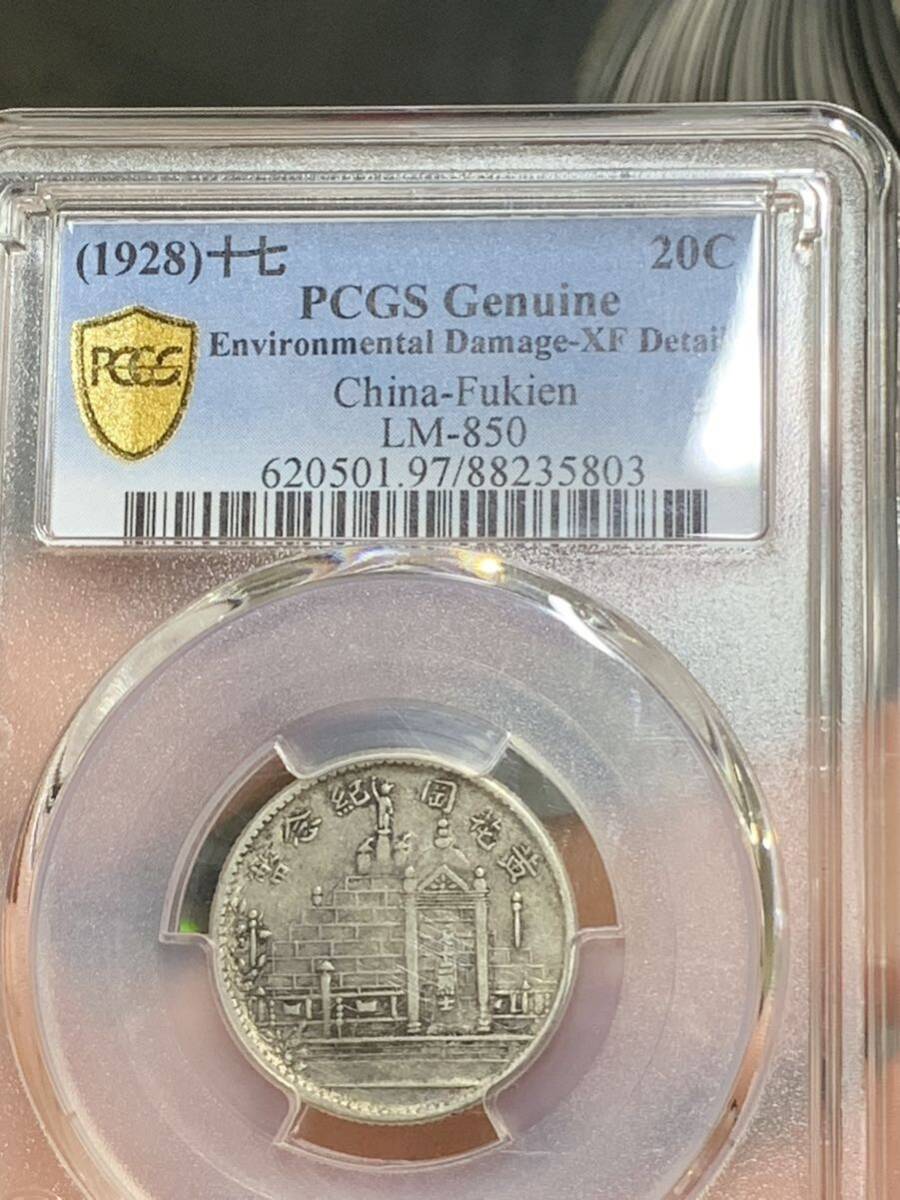 (1928)十七 20C
PCGS Genuine
PCGS
Environmental Damage-XF Detail
China-Fukien
LM-850
620501.97/88235803
黃花岡紀念幣